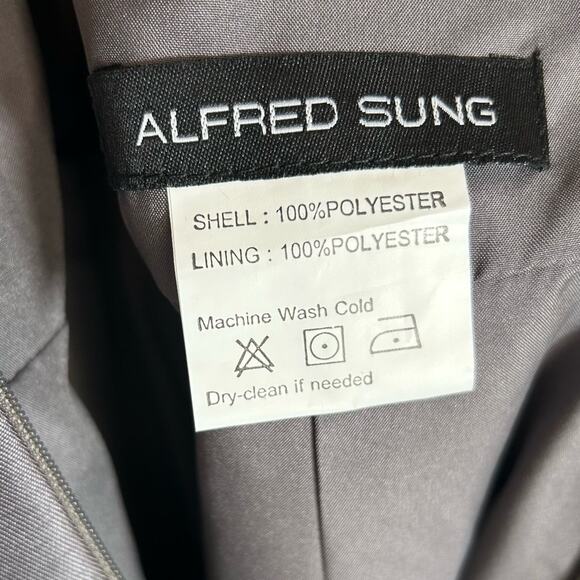 ALFRED SUNG
SHELL : 100%POLYESTER
LINING : 100%POLYESTER
Machine Wash Cold
Dry-clean if needed